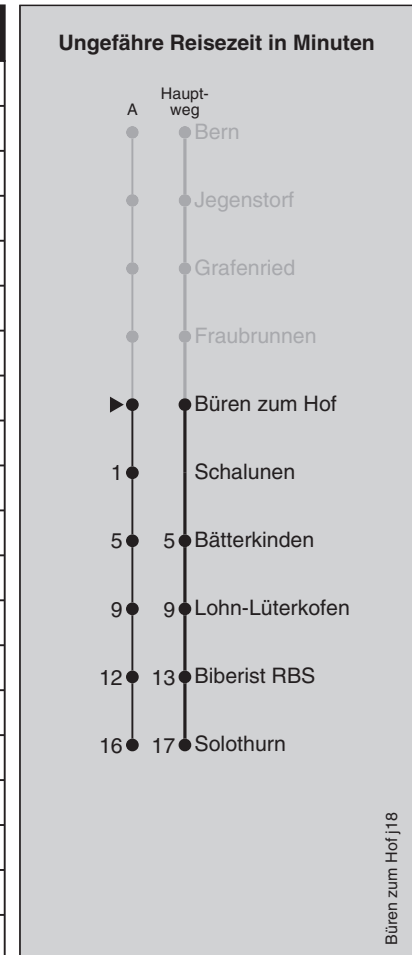 Ungefähre Reisezeit in Minuten
A Haupt-
weg
Bern
Jegenstorf
Grafenried
Fraubrunnen
Büren zum Hof
1 Schalunen
5 5 Bätterkinden
9 9 Lohn-Lüterkofen
12 13 Biberist RBS
16 17 Solothurn
Büren zum Hof j18